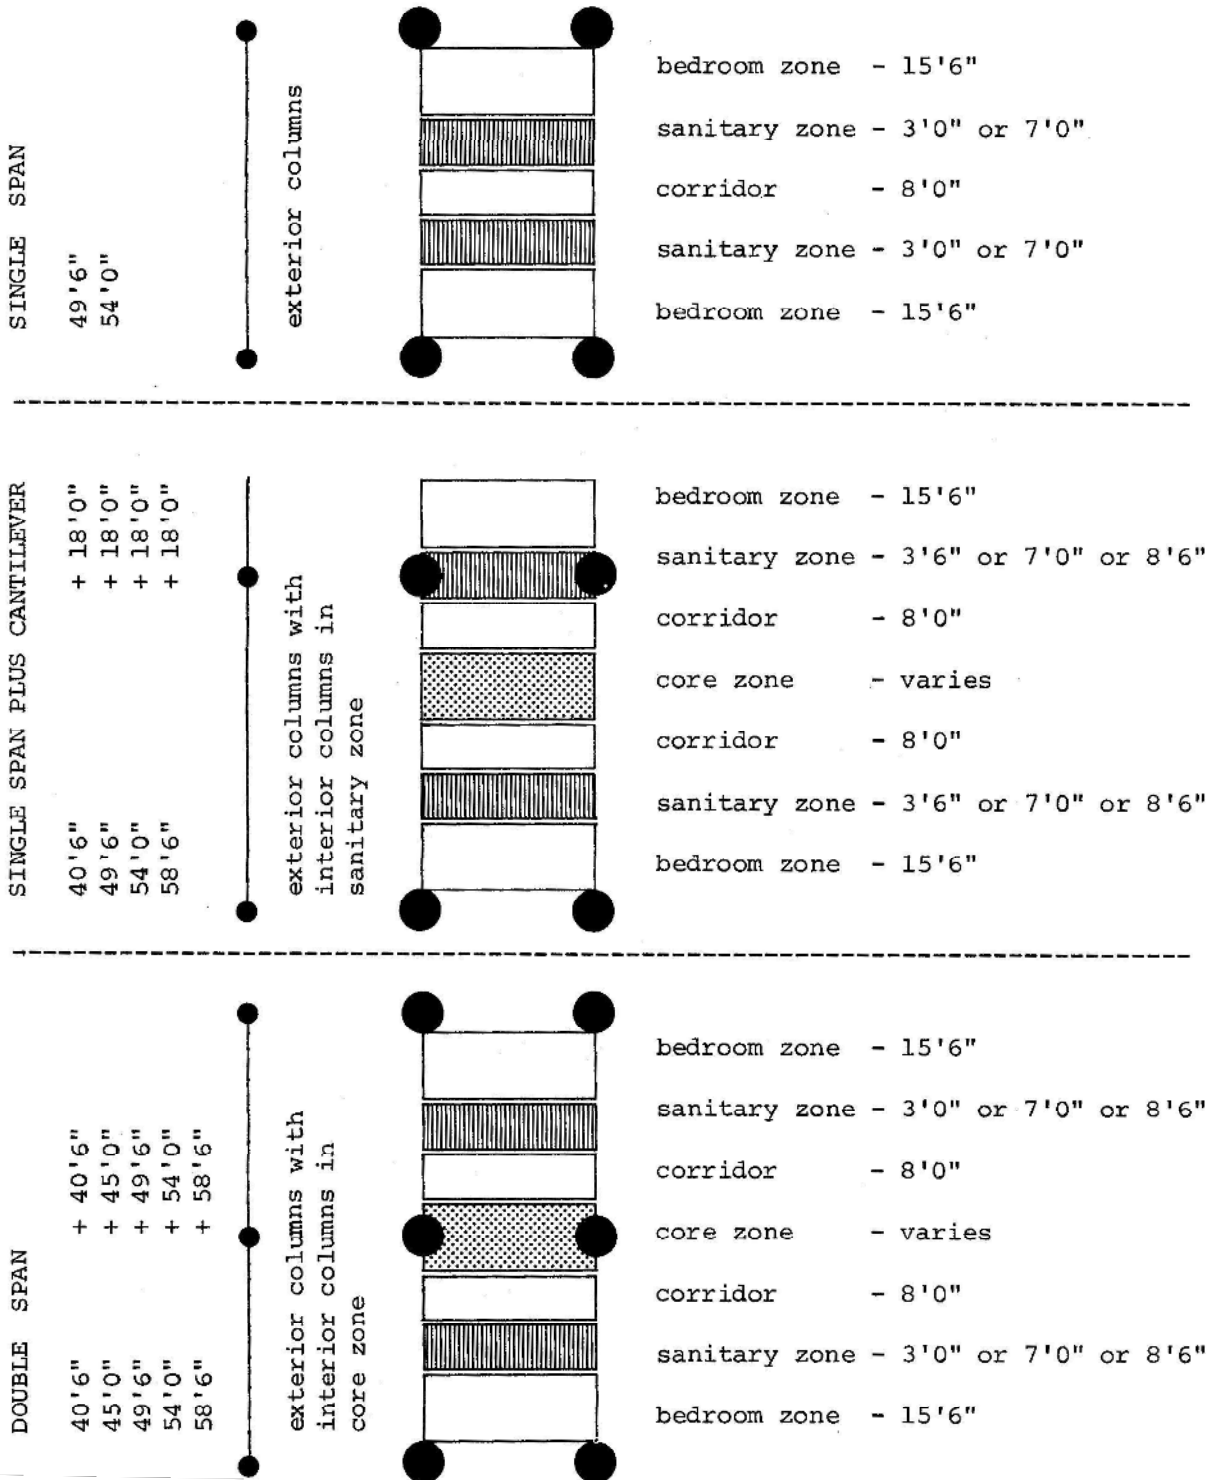 SINGLE SPAN
49'6"
54'0"
exterior columns
bedroom zone - 15'6"
sanitary zone - 3'0" or 7'0"
corridor - 8'0"
sanitary zone - 3'0" or 7'0"
bedroom zone - 15'6"
SINGLE SPAN PLUS CANTILEVER
40'6" + 18'0"
49'6" + 18'0"
54'0" + 18'0"
58'6" + 18'0"
exterior columns with
interior columns in
sanitary zone
bedroom zone - 15'6"
sanitary zone - 3'6" or 7'0" or 8'6"
corridor - 8'0"
core zone - varies
corridor - 8'0"
sanitary zone - 3'6" or 7'0" or 8'6"
bedroom zone - 15'6"
DOUBLE SPAN
40'6" + 40'6"
45'0" + 45'0"
49'6" + 49'6"
54'0" + 54'0"
58'6" + 58'6"
exterior columns with
interior columns in
core zone
bedroom zone - 15'6"
sanitary zone - 3'0" or 7'0" or 8'6"
corridor - 8'0"
core zone - varies
corridor - 8'0"
sanitary zone - 3'0" or 7'0" or 8'6"
bedroom zone - 15'6"